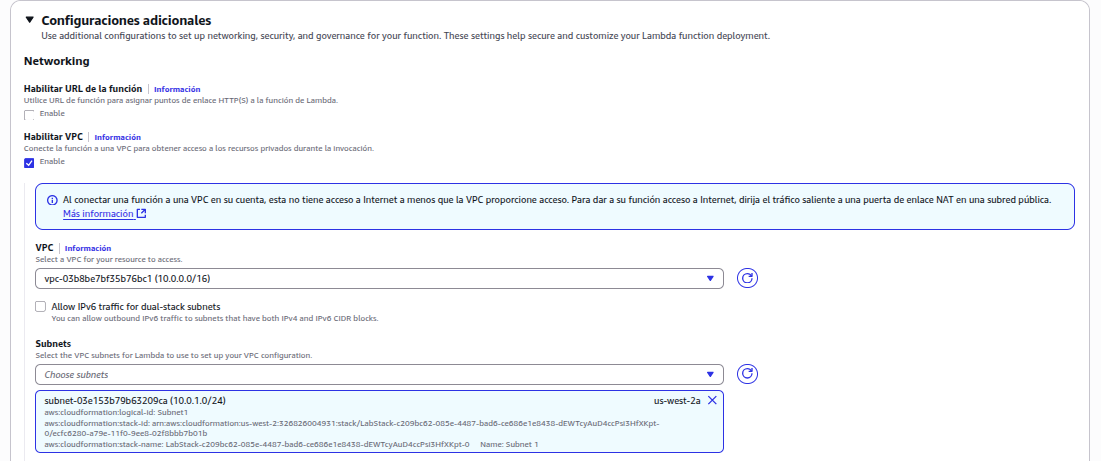 Configuraciones adicionales
Use additional configurations to set up networking, security, and governance for your function. These settings help secure and customize your Lambda function deployment.
Networking
Habilitar URL de la función | Información
Utilice URL de función para asignar puntos de enlace HTTP(S) a la función de Lambda.
Enable
Habilitar VPC | Información
Conecte la función a una VPC para obtener acceso a los recursos privados durante la invocación.
Enable
Al conectar una función a una VPC en su cuenta, esta no tiene acceso a Internet a menos que la VPC proporcione acceso. Para dar a su función acceso a Internet, dirija el tráfico saliente a una puerta de enlace NAT en una subred pública.
Más información
VPC | Información
Select a VPC for your resource to access.
vpc-03b8be7bf35b76bc1 (10.0.0.0/16)
Allow IPv6 traffic for dual-stack subnets
You can allow outbound IPv6 traffic to subnets that have both IPv4 and IPv6 CIDR blocks.
Subnets
Select the VPC subnets for Lambda to use to set up your VPC configuration.
Choose subnets
subnet-03e153b79b63209ca (10.0.1.0/24) us-west-2a
aws:cloudformation:logical-id: Subnet1
aws:cloudformation:stack-id: arn:aws:cloudformation:us-west-2:326826004931:stack/LabStack-c209bc62-085e-4487-bad6-ce686e1e8438-dEWTcyAuD4ccPsi3HfXKpt-
0/ecfc6280-a79e-11f0-9ee8-02f8bbb7b01b
aws:cloudformation:stack-name: LabStack-c209bc62-085e-4487-bad6-ce686e1e8438-dEWTcyAuD4ccPsi3HfXKpt-0 Name: Subnet 1